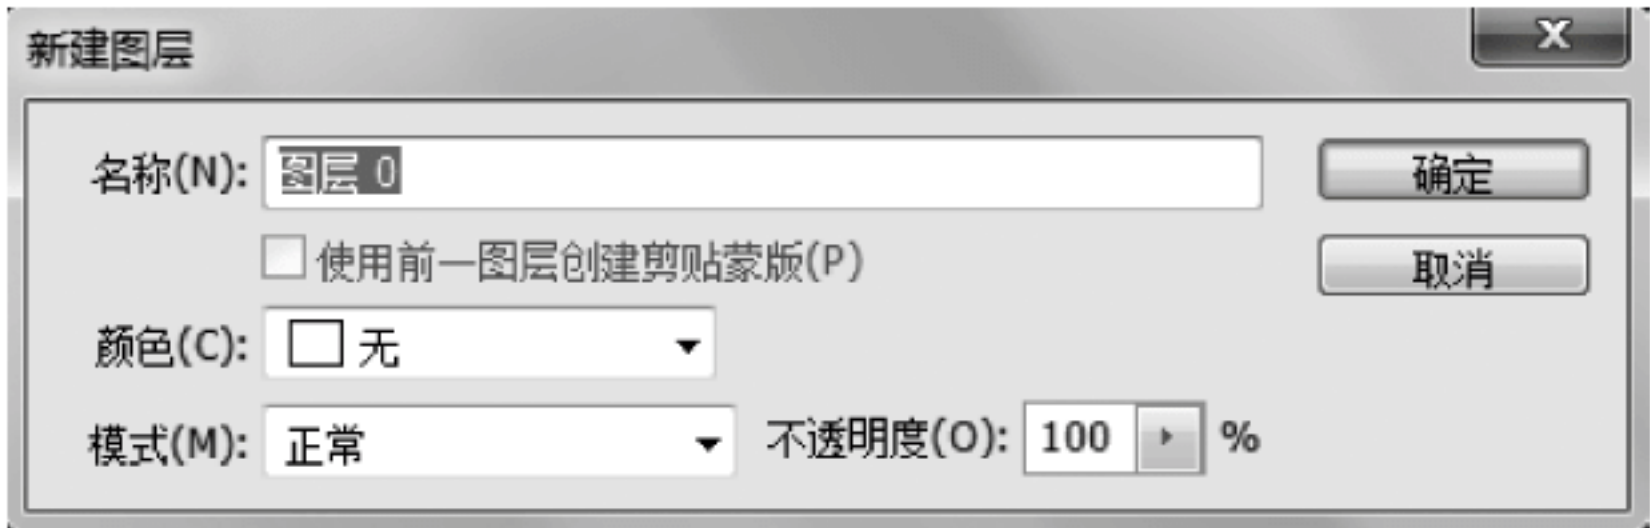 新建图层
名称(N): 图层 0
确定
使用前一图层创建剪贴蒙版(P)
取消
颜色(C): 无
模式(M): 正常 不透明度(O): 100 %